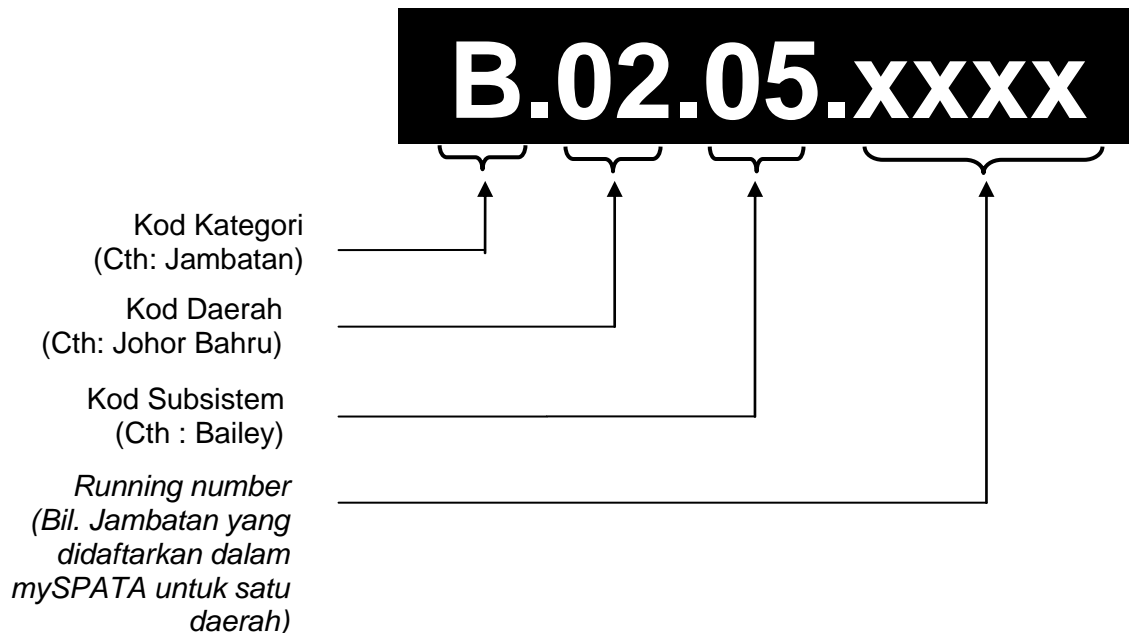 B.02.05.xxxx
Kod Kategori
(Cth: Jambatan)
Kod Daerah
(Cth: Johor Bahru)
Kod Subsistem
(Cth : Bailey)
Running number
(Bil. Jambatan yang
didaftarkan dalam
mySPATA untuk satu
daerah)